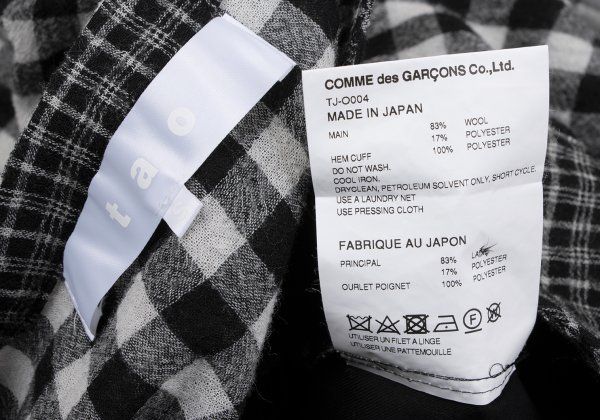 tao
s
COMME des GARÇONS Co.,Ltd.
TJ-O004
MADE IN JAPAN
MAIN 83% WOOL
17% POLYESTER
HEM CUFF 100% POLYESTER
DO NOT WASH.
COOL IRON.
DRYCLEAN, PETROLEUM SOLVENT ONLY, SHORT CYCLE.
USE A LAUNDRY NET
USE PRESSING CLOTH
FABRIQUE AU JAPON
PRINCIPAL 83%
17% POLYESTER
OURLET POIGNET 100% POLYESTER
UTILISER UN FILET A LINGE
UTILISER UNE PATTEMOUILLE